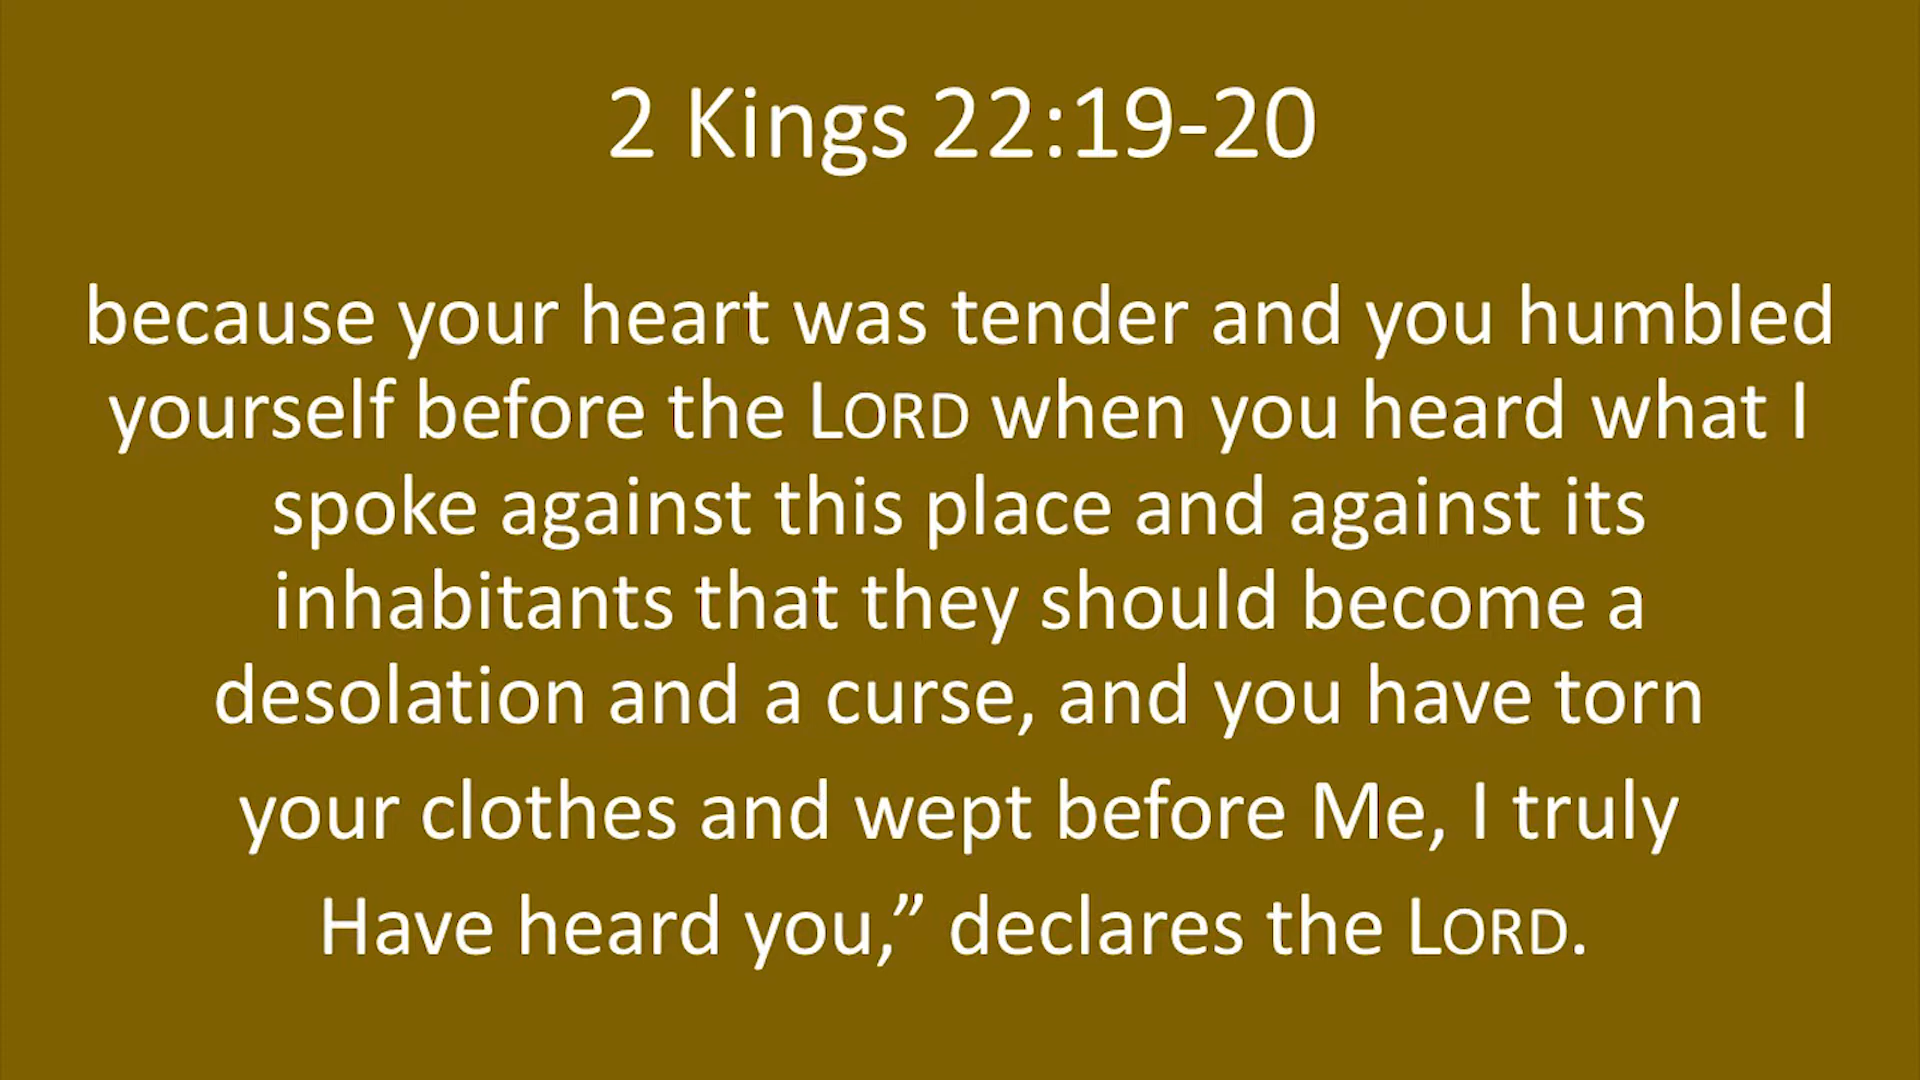 2 Kings 22:19-20
because your heart was tender and you humbled
yourself before the LORD when you heard what I
spoke against this place and against its
inhabitants that they should become a
desolation and a curse, and you have torn
your clothes and wept before Me, I truly
Have heard you,” declares the LORD.